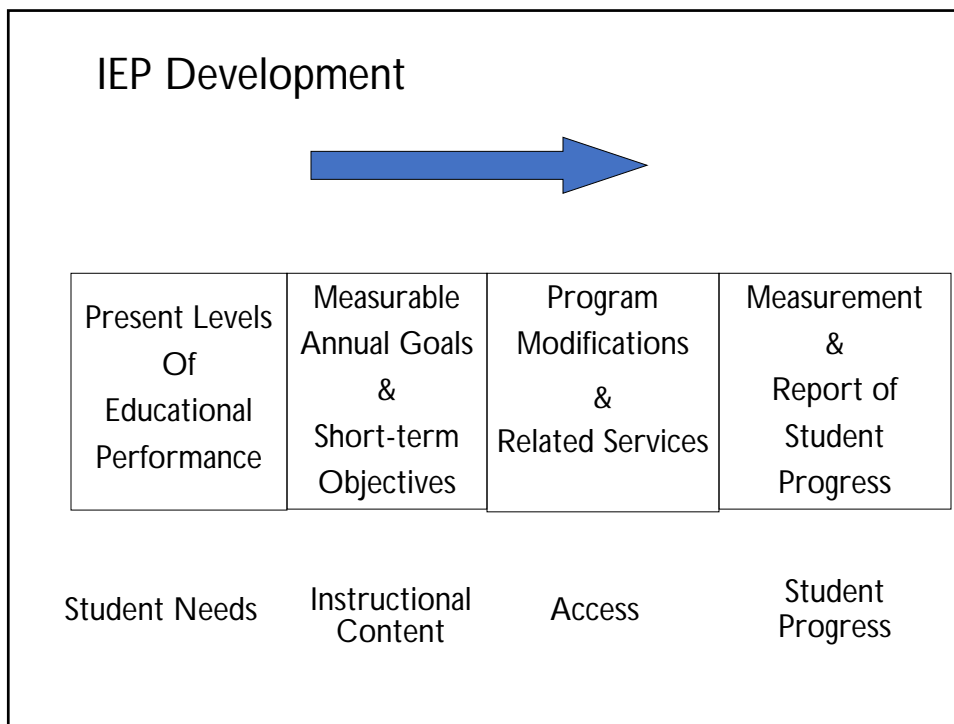 IEP Development
Present Levels
Of
Educational
Performance
Measurable
Annual Goals
&
Short-term
Objectives
Program
Modifications
&
Related Services
Measurement
&
Report of
Student
Progress
Student Needs
Instructional
Content
Access
Student
Progress